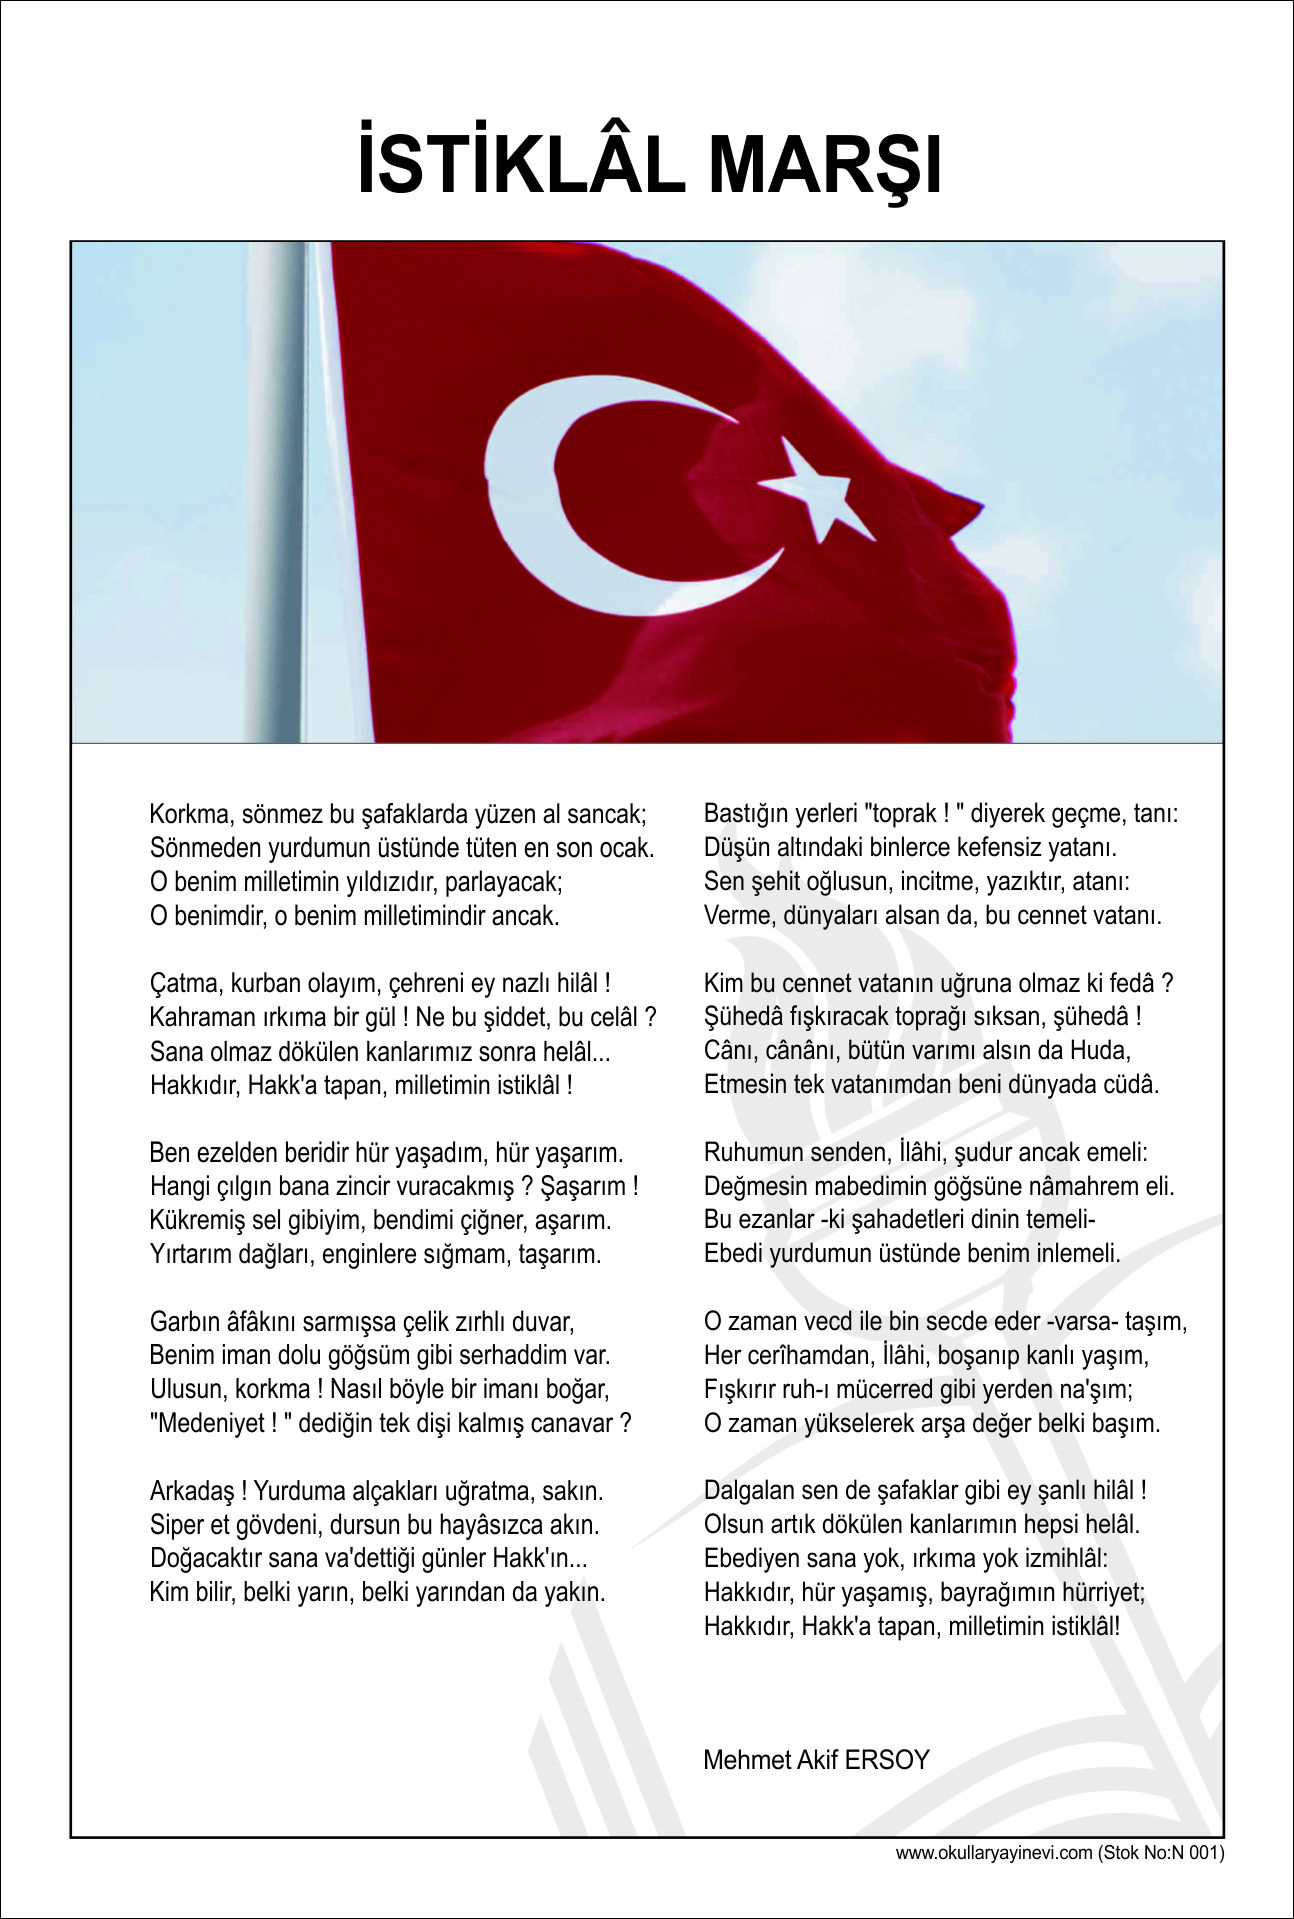 İSTİKLÂL MARŞI
Korkma, sönmez bu şafaklarda yüzen al sancak;
Sönmeden yurdumun üstünde tüten en son ocak.
O benim milletimin yıldızıdır, parlayacak;
O benimdir, o benim milletimindir ancak.
Çatma, kurban olayım, çehreni ey nazlı hilâl !
Kahraman ırkıma bir gül ! Ne bu şiddet, bu celâl ?
Sana olmaz dökülen kanlarımız sonra helâl...
Hakkıdır, Hakk'a tapan, milletimin istiklâl !
Ben ezelden beridir hür yaşadım, hür yaşarım.
Hangi çılgın bana zincir vuracakmış ? Şaşarım !
Kükremiş sel gibiyim, bendimi çiğner, aşarım.
Yırtarım dağları, enginlere sığmam, taşarım.
Garbın âfâkını sarmışsa çelik zırhlı duvar,
Benim iman dolu göğsüm gibi serhaddim var.
Ulusun, korkma ! Nasıl böyle bir imanı boğar,
"Medeniyet ! " dediğin tek dişi kalmış canavar ?
Arkadaş ! Yurduma alçakları uğratma, sakın.
Siper et gövdeni, dursun bu hayâsızca akın.
Doğacaktır sana va'dettiği günler Hakk'ın...
Kim bilir, belki yarın, belki yarından da yakın.
Bastığın yerleri "toprak ! " diyerek geçme, tanı:
Düşün altındaki binlerce kefensiz yatanı.
Sen şehit oğlusun, incitme, yazıktır, atanı:
Verme, dünyaları alsan da, bu cennet vatanı.
Kim bu cennet vatanın uğruna olmaz ki fedâ ?
Şühedâ fışkıracak toprağı sıksan, şühedâ !
Cânı, cânânı, bütün varımı alsın da Huda,
Etmesin tek vatanımdan beni dünyada cüdâ.
Ruhumun senden, İlâhi, şudur ancak emeli:
Değmesin mabedimin göğsüne nâmahrem eli.
Bu ezanlar -ki şahadetleri dinin temeli-
Ebedi yurdumun üstünde benim inlemeli.
O zaman vecd ile bin secde eder -varsa- taşım,
Her cerîhamdan, İlâhi, boşanıp kanlı yaşım,
Fışkırır ruh-ı mücerred gibi yerden na'şım;
O zaman yükselerek arşa değer belki başım.
Dalgalan sen de şafaklar gibi ey şanlı hilâl !
Olsun artık dökülen kanlarımın hepsi helâl.
Ebediyen sana yok, ırkıma yok izmihlâl:
Hakkıdır, hür yaşamış, bayrağımın hürriyet;
Hakkıdır, Hakk'a tapan, milletimin istiklâl!
Mehmet Akif ERSOY
www.okullaryayinevi.com (Stok No:N 001)